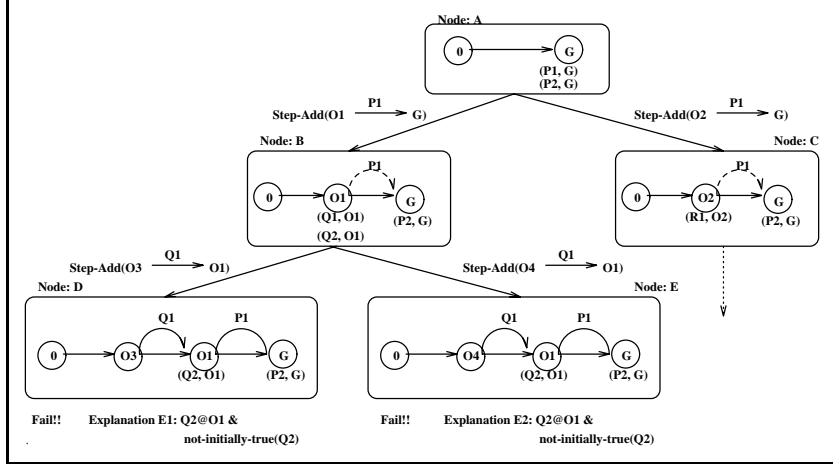 Node: A
0 G
(P1, G)
(P2, G)
P1
Step-Add(O1 G)
P1
Step-Add(O2 G)
Node: B
Node: C
P1
0 O1 G
(Q1, O1)
(P2, G)
(Q2, O1)
P1
0 O2 G
(R1, O2)
(P2, G)
Q1
Step-Add(O3 O1)
Q1
Step-Add(O4 O1)
Node: D
Node: E
Q1 P1
0 O3 O1 G
(Q2, O1) (P2, G)
Q1 P1
0 O4 O1 G
(Q2, O1) (P2, G)
Fail!! Explanation E1: Q2@O1 &
not-initially-true(Q2)
Fail!! Explanation E2: Q2@O1 &
not-initially-true(Q2)